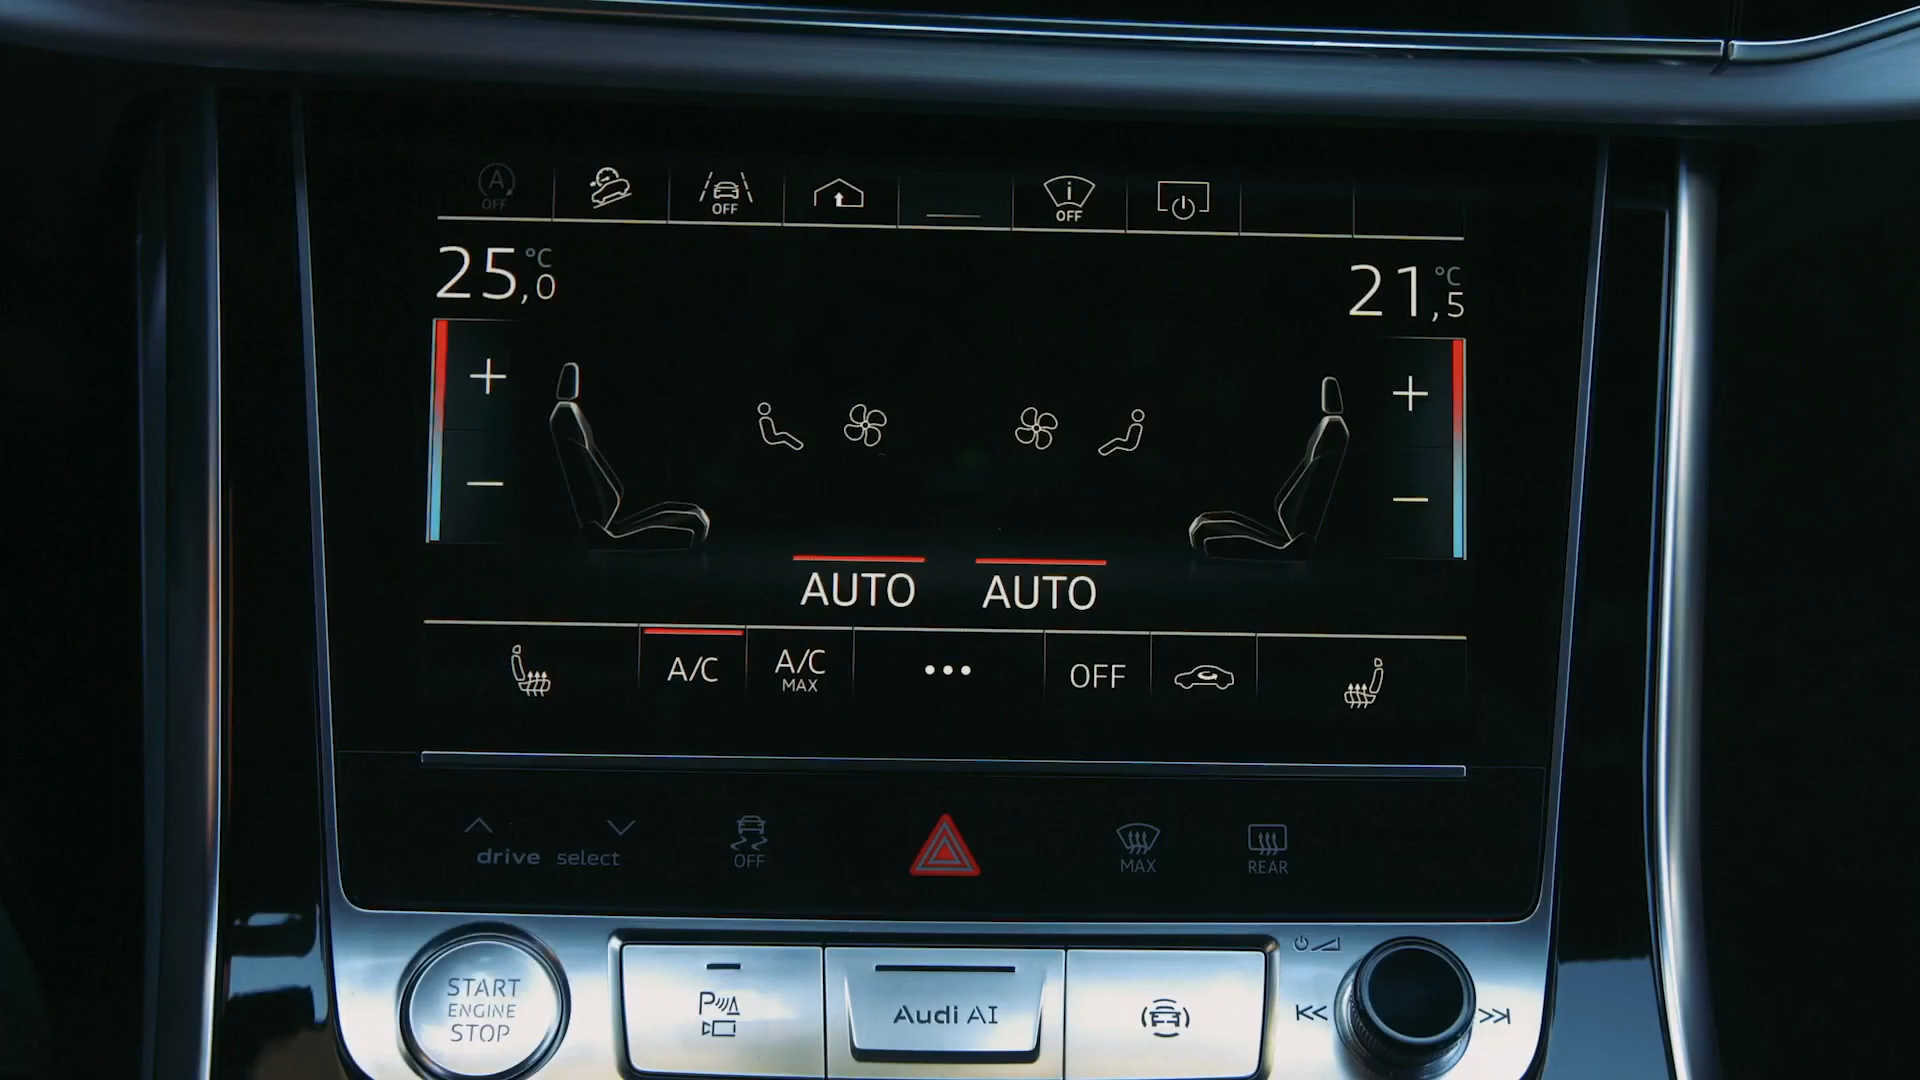 A
OFF
OFF
i
OFF
25,0 °C
21,5 °C
+
+
−
−
AUTO
AUTO
A/C
A/C
MAX
•••
OFF
drive select
OFF
MAX
REAR
START
ENGINE
STOP
P
Audi AI